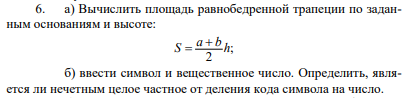 6. а) Вычислить площадь равнобедренной трапеции по задан-
ным основаниям и высоте:
S = \frac{a+b}{2}h;
б) ввести символ и вещественное число. Определить, явля-
ется ли нечетным целое частное от деления кода символа на число.